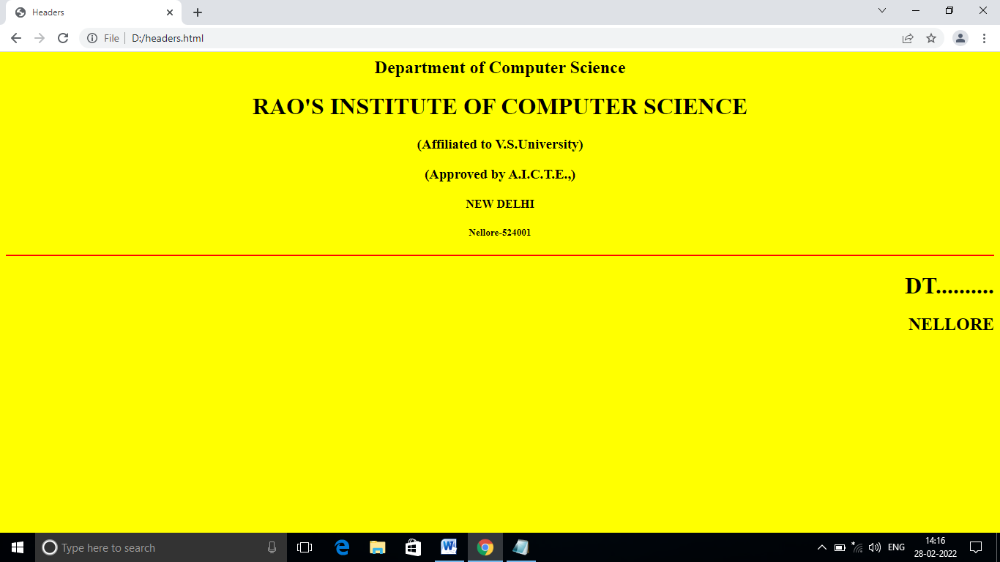 Headers
File D:/headers.html
Department of Computer Science
RAO'S INSTITUTE OF COMPUTER SCIENCE
(Affiliated to V.S.University)
(Approved by A.I.C.T.E.,)
NEW DELHI
Nellore-524001
DT..........
NELLORE
Type here to search
ENG
14:16
28-02-2022